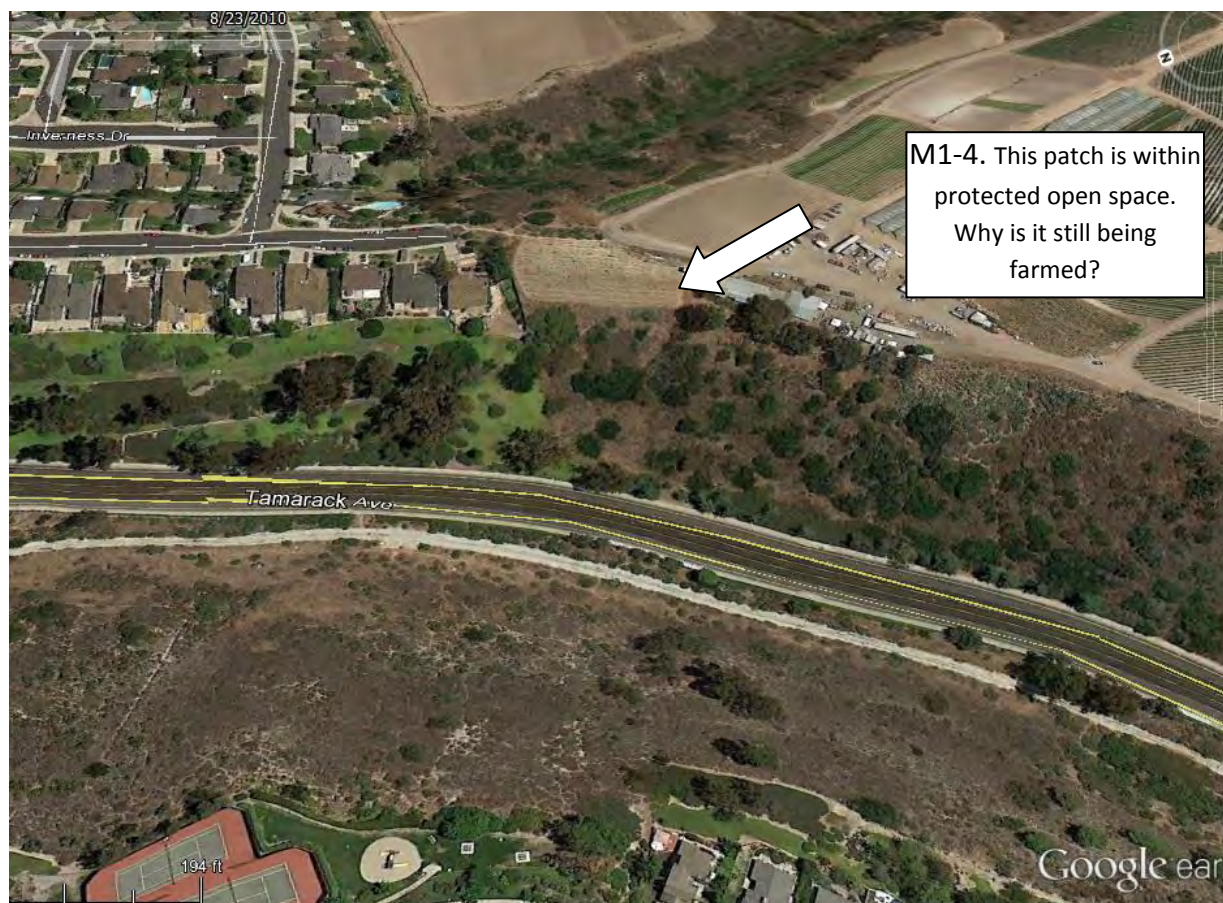 8/23/2010
Inverness Dr
M1-4. This patch is within
protected open space.
Why is it still being
farmed?
N
Tamarack Ave
194 ft
Google ear